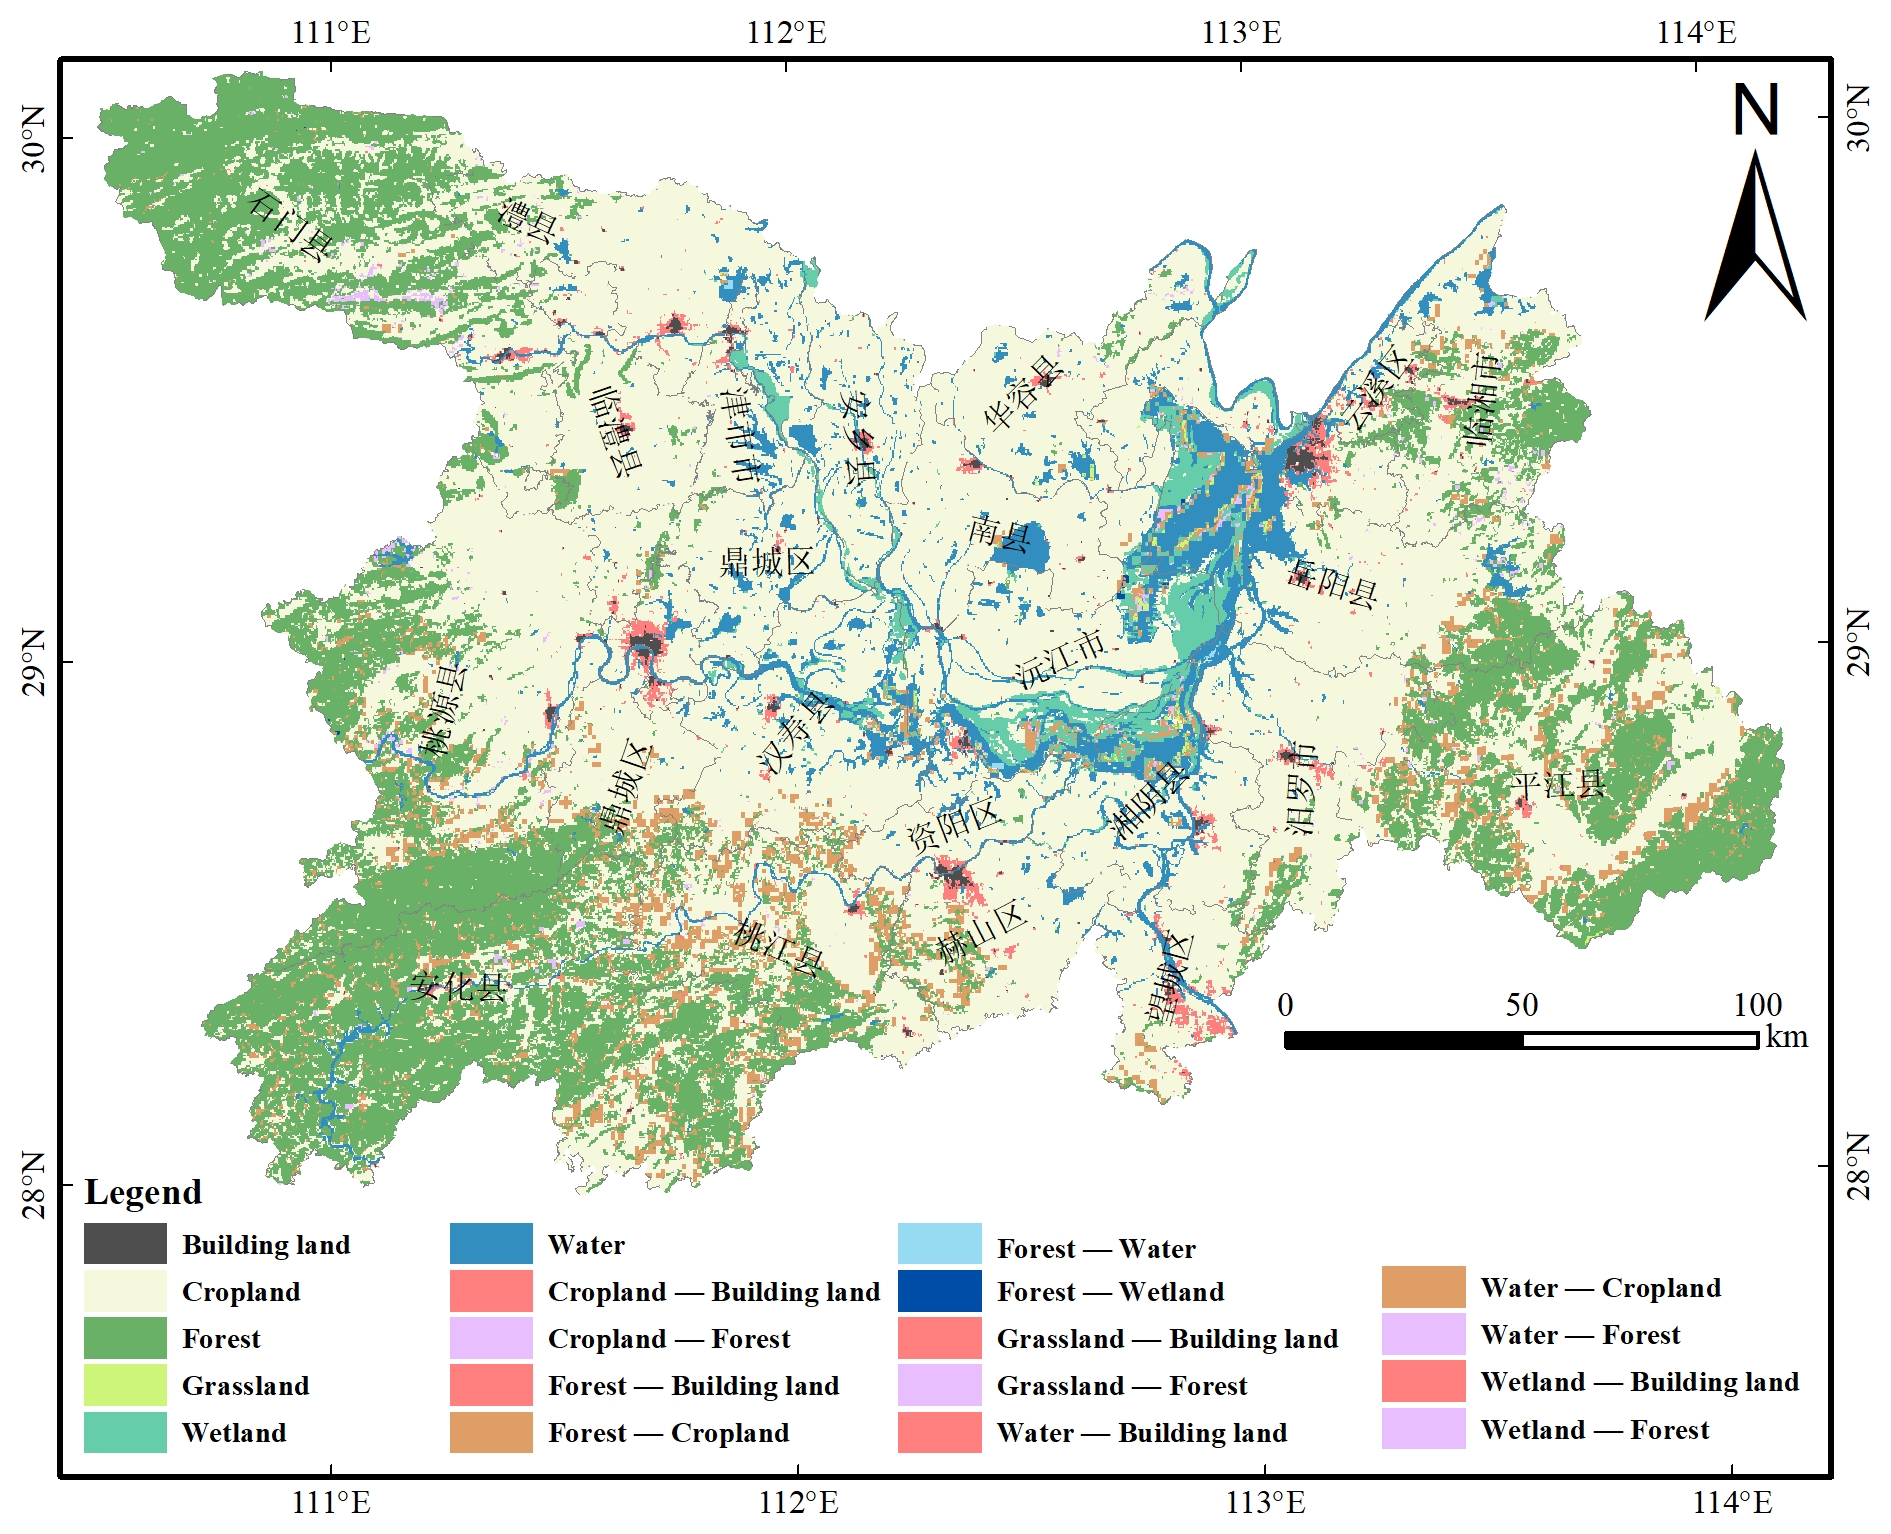 111°E
112°E
113°E
114°E
N
30°N
30°N
石门县
澧县
临澧县
津市市
安乡县
华容县
云溪区
临湘市
鼎城区
南县
岳阳县
29°N
29°N
桃源县
沅江市
汉寿县
鼎城区
资阳区
湘阴县
汨罗市
平江县
桃江县
赫山区
安化县
望城区
0 50 100
km
28°N
28°N
Legend
Building land
Cropland
Forest
Grassland
Wetland
Water
Cropland — Building land
Cropland — Forest
Forest — Building land
Forest — Cropland
Forest — Water
Forest — Wetland
Grassland — Building land
Grassland — Forest
Water — Building land
Water — Cropland
Water — Forest
Wetland — Building land
Wetland — Forest
111°E
112°E
113°E
114°E